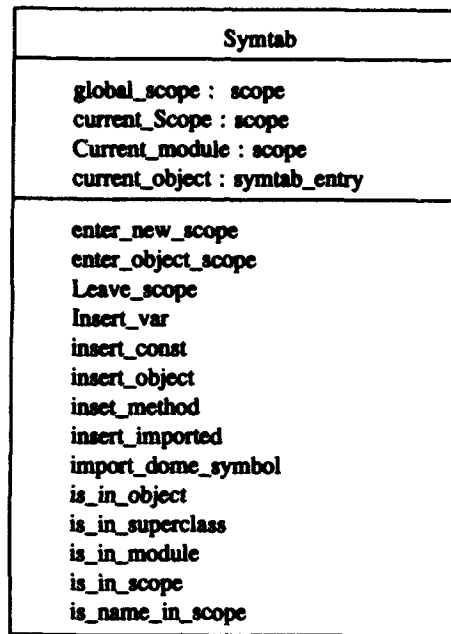 Symtab
global_scope : scope
current_Scope : scope
Current_module : scope
current_object : symtab_entry
enter_new_scope
enter_object_scope
Leave_scope
Insert_var
insert_const
insert_object
inset_method
insert_imported
import_dome_symbol
is_in_object
is_in_superclass
is_in_module
is_in_scope
is_name_in_scope